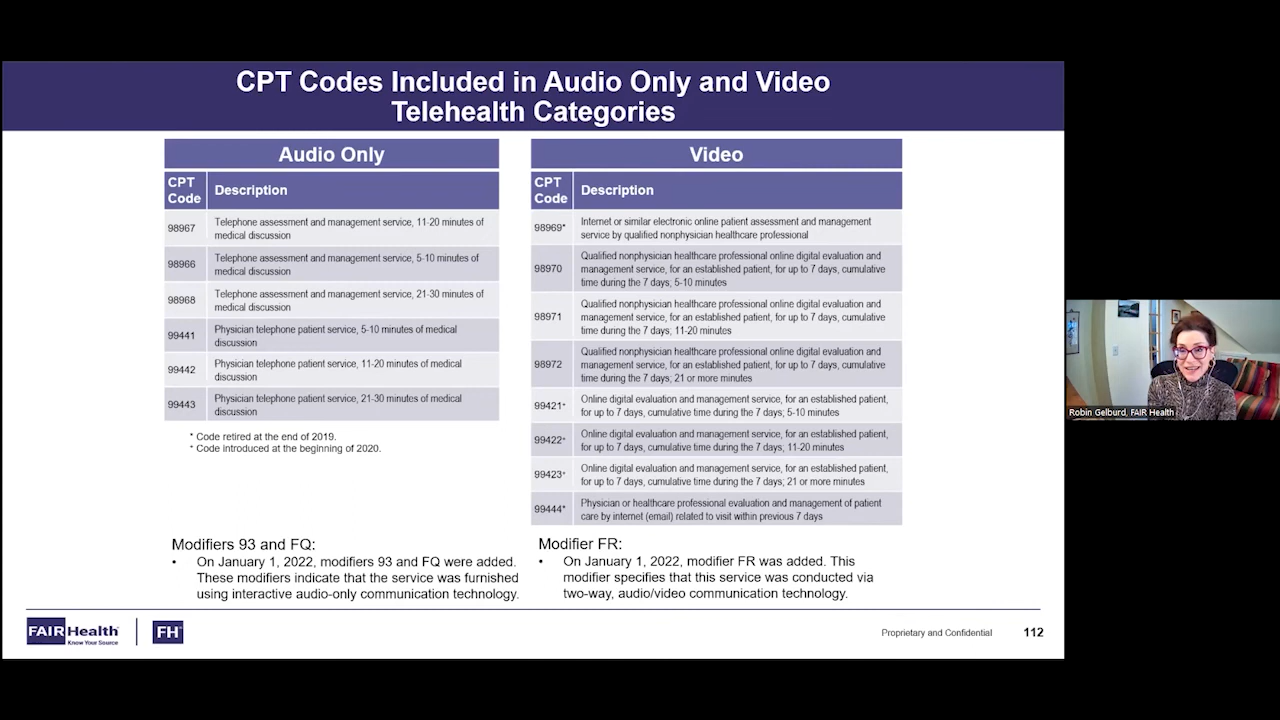 CPT Codes Included in Audio Only and Video
Telehealth Categories
Audio Only
CPT
Code
Description
98967
Telephone assessment and management service, 11-20 minutes of
medical discussion
98966
Telephone assessment and management service, 5-10 minutes of
medical discussion
98968
Telephone assessment and management service, 21-30 minutes of
medical discussion
99441
Physician telephone patient service, 5-10 minutes of medical
discussion
99442
Physician telephone patient service, 11-20 minutes of medical
discussion
99443
Physician telephone patient service, 21-30 minutes of medical
discussion
* Code retired at the end of 2019.
+ Code introduced at the beginning of 2020.
Modifiers 93 and FQ:
• On January 1, 2022, modifiers 93 and FQ were added.
These modifiers indicate that the service was furnished
using interactive audio-only communication technology.
Video
CPT
Code
Description
98969*
Internet or similar electronic online patient assessment and management
service by qualified nonphysician healthcare professional
98970
Qualified nonphysician healthcare professional online digital evaluation and
management service, for an established patient, for up to 7 days, cumulative
time during the 7 days; 5-10 minutes
98971
Qualified nonphysician healthcare professional online digital evaluation and
management service, for an established patient, for up to 7 days, cumulative
time during the 7 days; 11-20 minutes
98972
Qualified nonphysician healthcare professional online digital evaluation and
management service, for an established patient, for up to 7 days, cumulative
time during the 7 days; 21 or more minutes
99421+
Online digital evaluation and management service, for an established patient,
for up to 7 days, cumulative time during the 7 days; 5-10 minutes
99422+
Online digital evaluation and management service, for an established patient,
for up to 7 days, cumulative time during the 7 days; 11-20 minutes
99423+
Online digital evaluation and management service, for an established patient,
for up to 7 days, cumulative time during the 7 days; 21 or more minutes
99444*
Physician or healthcare professional evaluation and management of patient
care by internet (email) related to visit within previous 7 days
Modifier FR:
• On January 1, 2022, modifier FR was added. This
modifier specifies that this service was conducted via
two-way, audio/video communication technology.
FAIR Health
Know Your Source
FH
Proprietary and Confidential
112
Robin Gelburd, FAIR Health